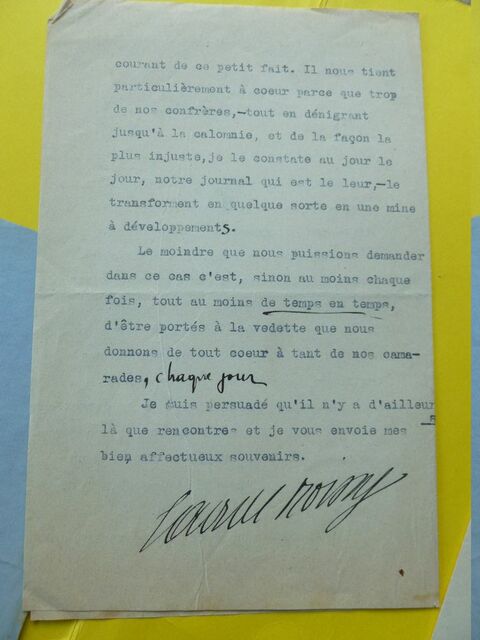 courant de ce petit fait. Il nous tient
particulièrement à coeur parce que trop
de nos confrères,—tout en dénigrant
jusqu'à la calomnie, et de la façon la
plus injuste,je le constate au jour le
jour, notre journal qui est le leur,—le
transforment en quelque sorte en une mine
à développements.
Le moindre que nous puissions demander
dans ce cas c'est, sinon au moins chaque
fois, tout au moins de temps en temps,
d'être portés à la vedette que nous
donnons de tout coeur à tant de nos cama-
rades, chaque jour
Je suis persuadé qu'il n'y a d'ailleur
s
là que rencontres et je vous envoie mes
bien affectueux souvenirs.